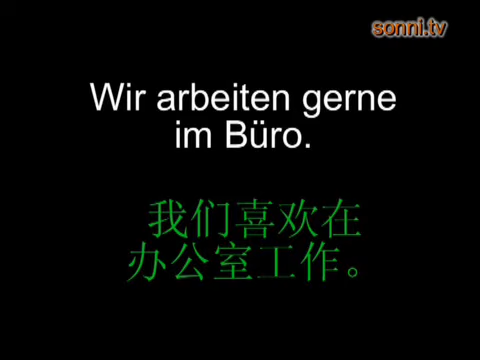 sonni.tv
Wir arbeiten gerne
im Büro.
我们喜欢在
办公室工作。